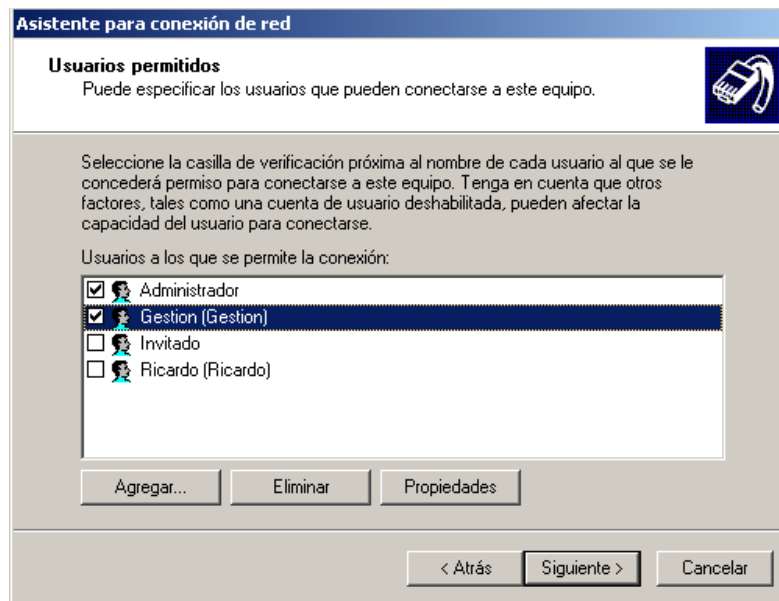 Asistente para conexión de red
Usuarios permitidos
Puede especificar los usuarios que pueden conectarse a este equipo.
Seleccione la casilla de verificación próxima al nombre de cada usuario al que se le
concederá permiso para conectarse a este equipo. Tenga en cuenta que otros
factores, tales como una cuenta de usuario deshabilitada, pueden afectar la
capacidad del usuario para conectarse.
Usuarios a los que se permite la conexión:
Administrador
Gestion (Gestion)
Invitado
Ricardo (Ricardo)
Agregar... Eliminar Propiedades
< Atrás Siguiente > Cancelar